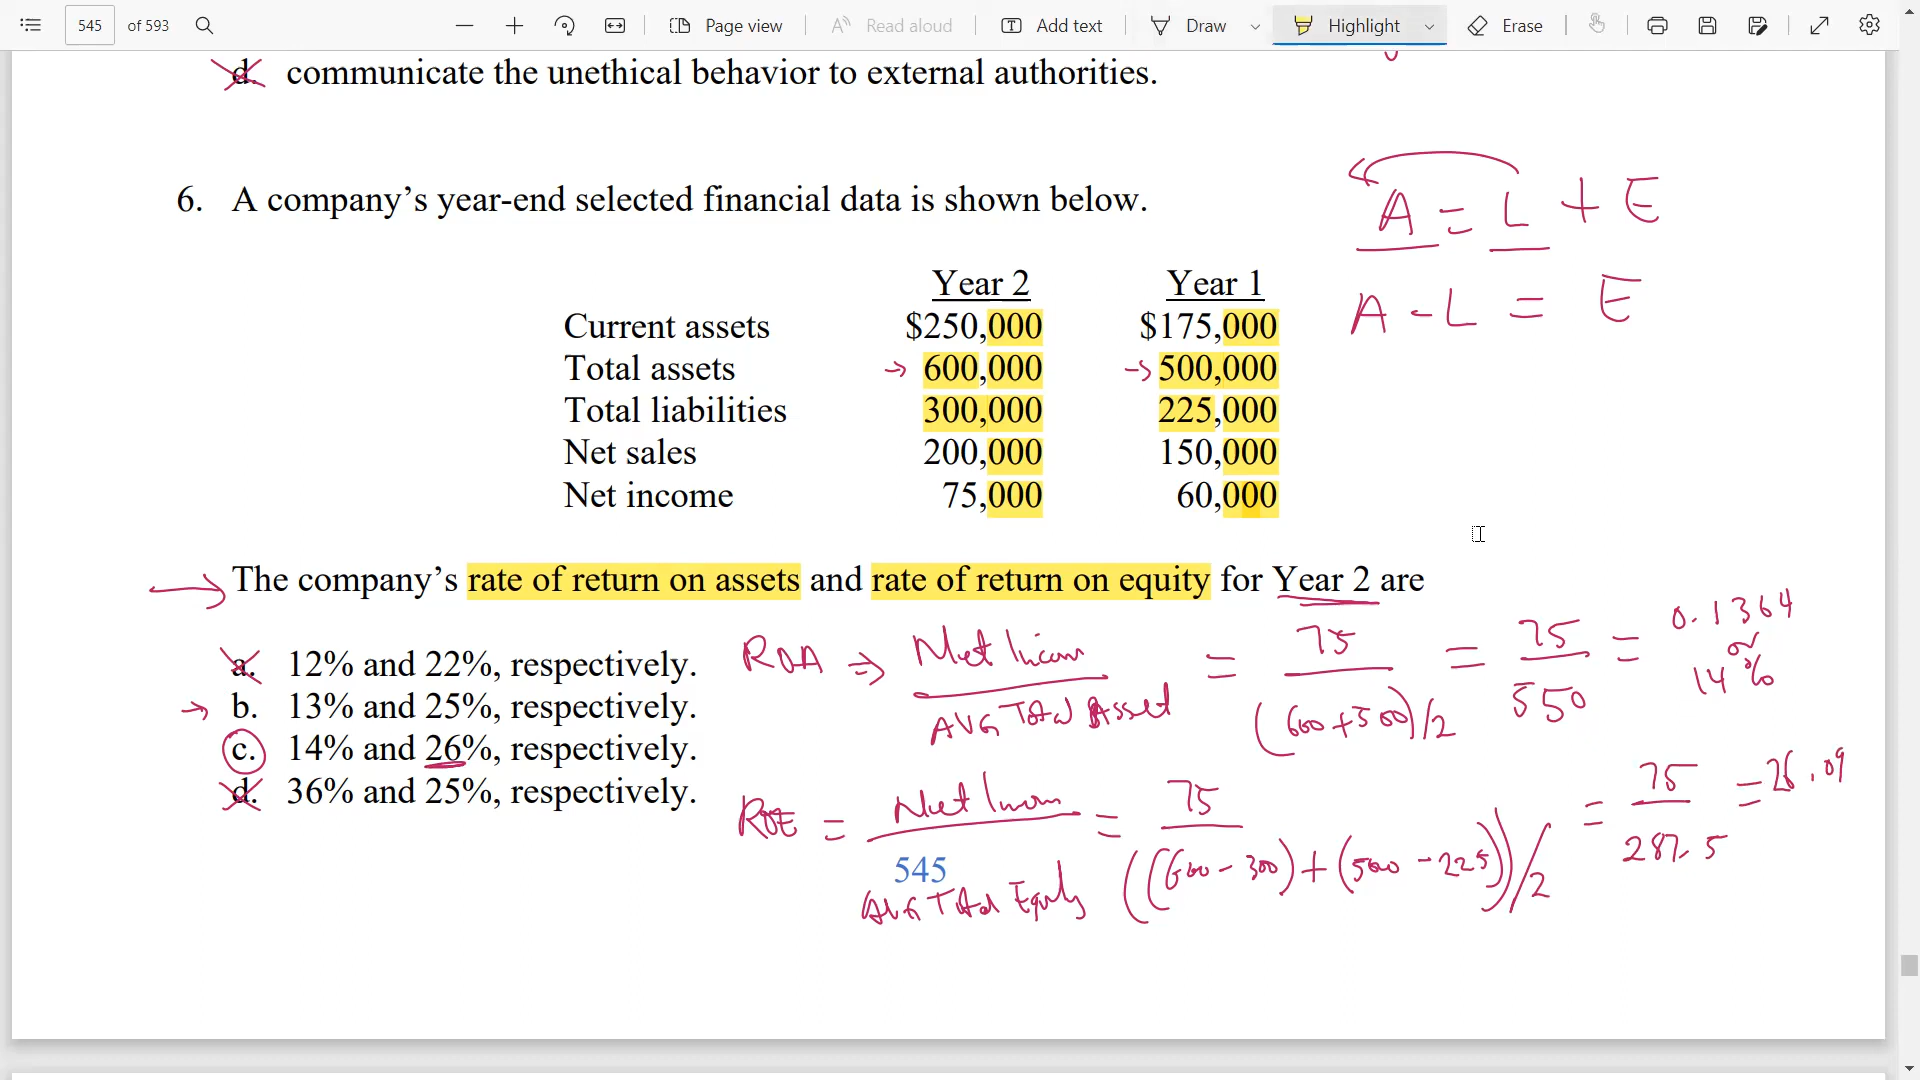 545 of 593 Page view Read aloud Add text Draw Highlight Erase
d. communicate the unethical behavior to external authorities.
A = L + E
6. A company’s year-end selected financial data is shown below.
A - L = E
Year 2 Year 1
Current assets $250,000 $175,000
Total assets → 600,000 → 500,000
Total liabilities 300,000 225,000
Net sales 200,000 150,000
Net income 75,000 60,000
The company’s rate of return on assets and rate of return on equity for Year 2 are
a. 12% and 22%, respectively.
b. 13% and 25%, respectively.
c. 14% and 26%, respectively.
d. 36% and 25%, respectively.
ROA ⇒ Net Incom / AVG Total Asset = 75 / (600+500)/2 = 75 / 550 = 0.1364 or 14%
ROE = Net Incom / AVG Total Equity = 75 / ((600-300)+(500-225))/2 = 75 / 287.5 = 26.09
545